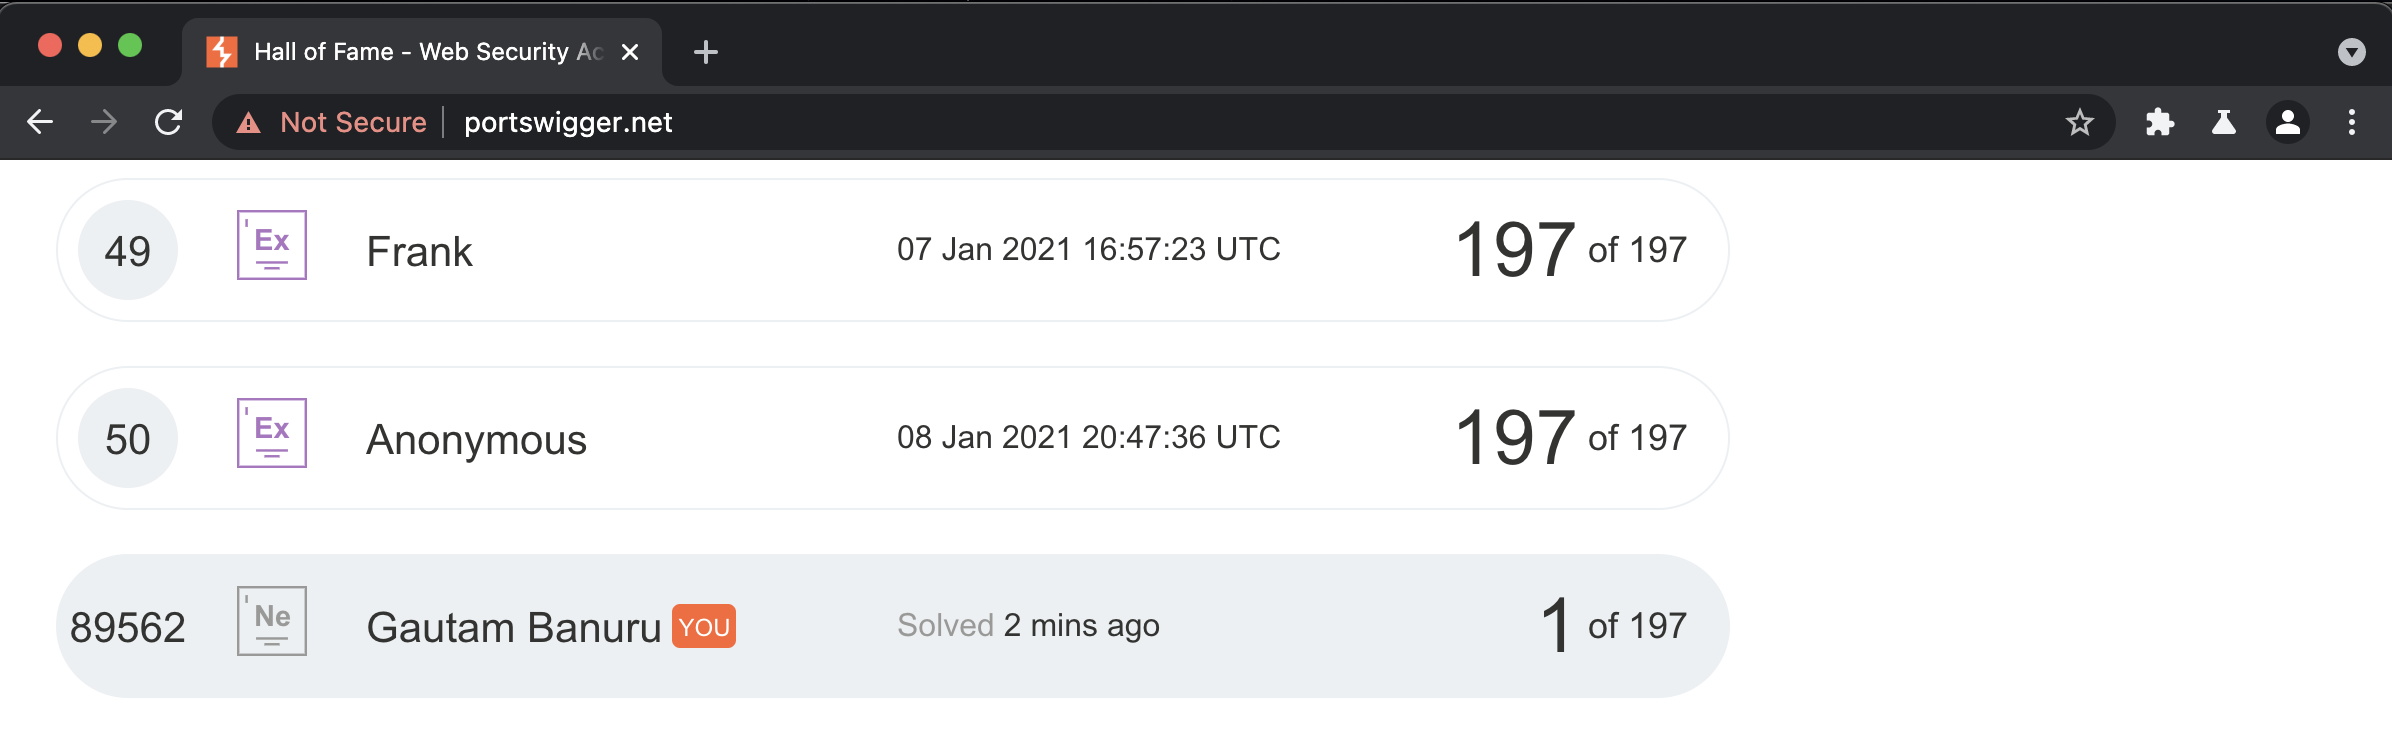 Hall of Fame - Web Security Ac
Not Secure portswigger.net
49 Ex Frank 07 Jan 2021 16:57:23 UTC 197 of 197
50 Ex Anonymous 08 Jan 2021 20:47:36 UTC 197 of 197
89562 Ne Gautam Banuru YOU Solved 2 mins ago 1 of 197